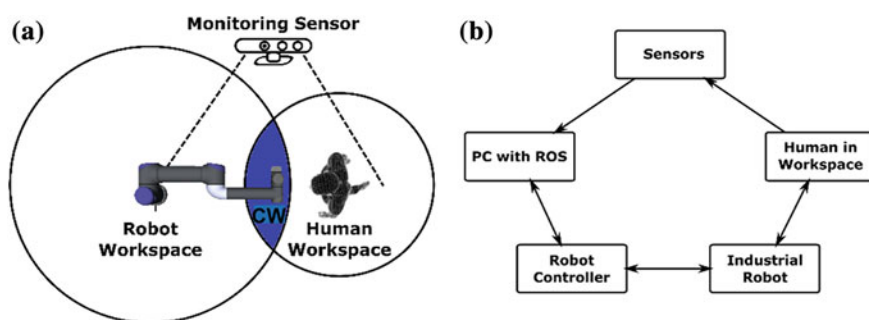 (a)
Monitoring Sensor
Robot
Workspace
CW
Human
Workspace
(b)
Sensors
PC with ROS
Human in
Workspace
Robot
Controller
Industrial
Robot